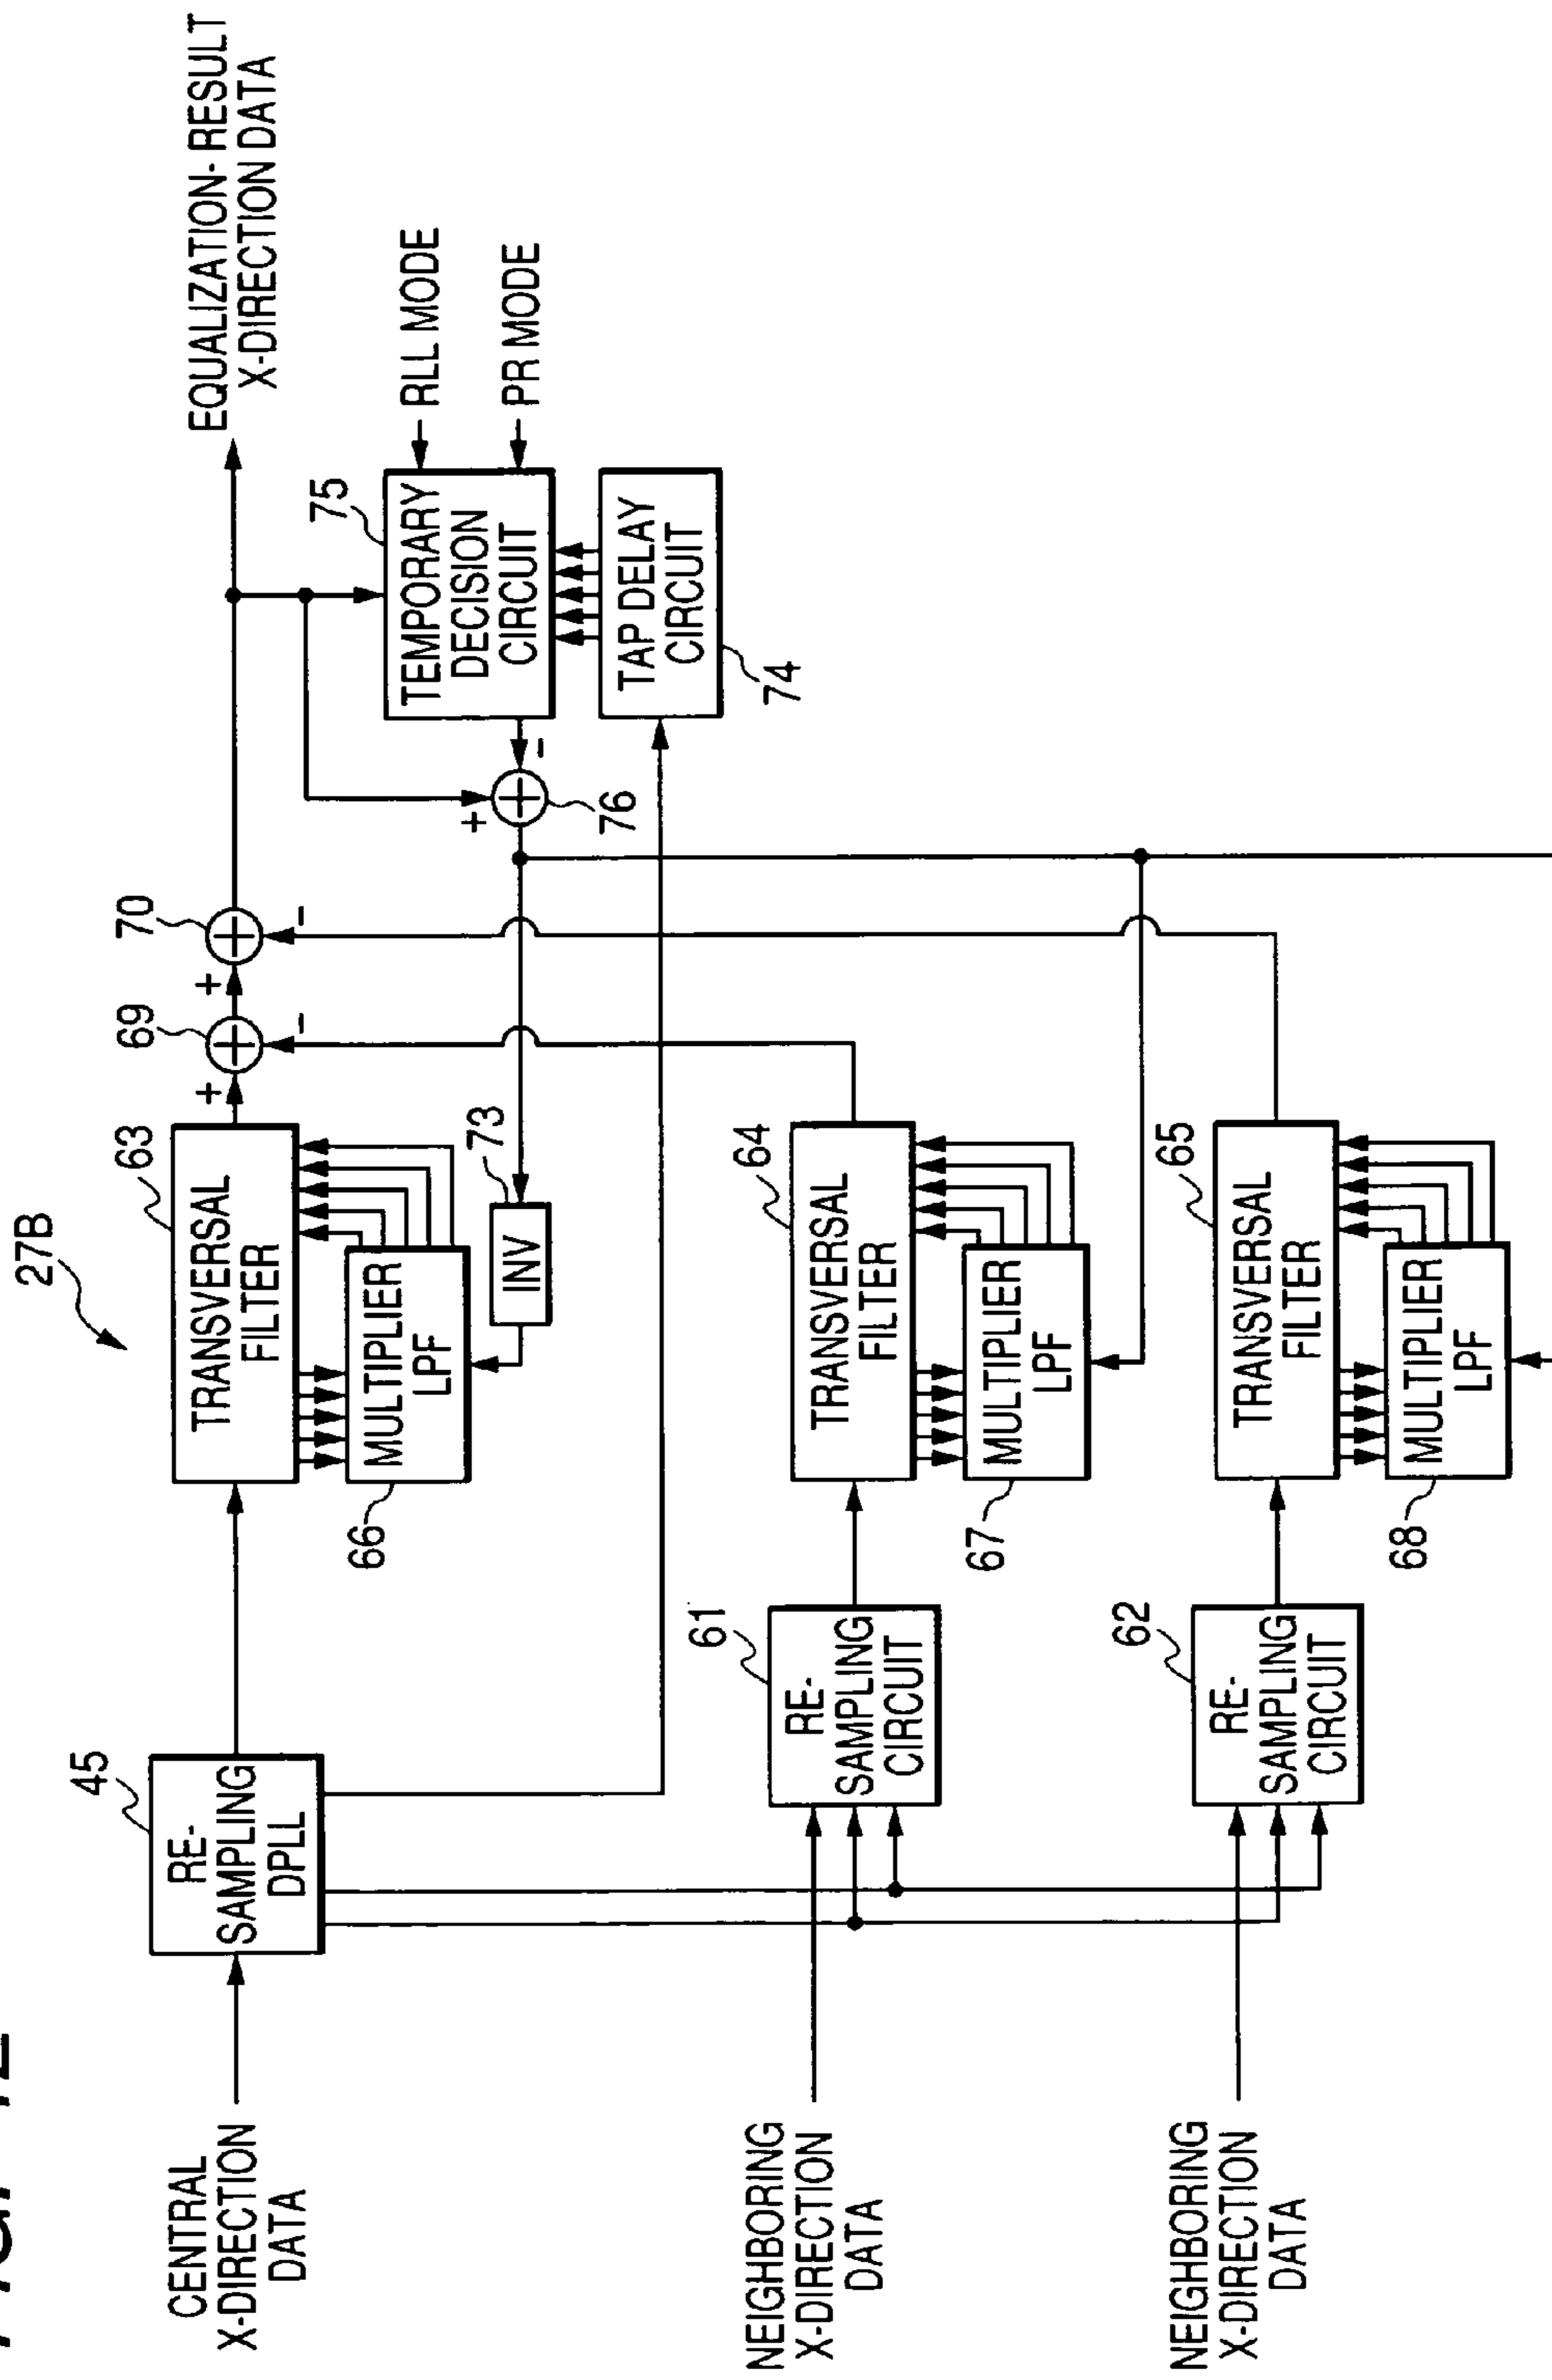 27B
CENTRAL
X-DIRECTION
DATA
45
RE-
SAMPLING
DPLL
63
TRANSVERSAL
FILTER
66
MULTIPLIER
LPF
73
INV
69
+
-
70
+
-
EQUALIZATION- RESULT
X-DIRECTION DATA
75
TEMPORARY
DECISION
CIRCUIT
RLL MODE
PR MODE
-
+
76
TAP DELAY
CIRCUIT
74
NEIGHBORING
X-DIRECTION
DATA
61
RE-
SAMPLING
CIRCUIT
64
TRANSVERSAL
FILTER
67
MULTIPLIER
LPF
NEIGHBORING
X-DIRECTION
DATA
62
RE-
SAMPLING
CIRCUIT
65
TRANSVERSAL
FILTER
68
MULTIPLIER
LPF